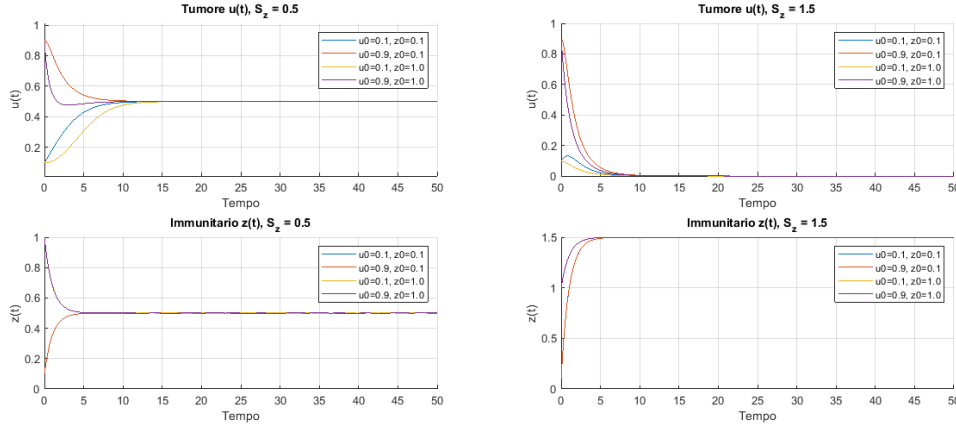 Tumore u(t), S_z = 0.5
u(t)
1
0.8
0.6
0.4
0.2
0 5 10 15 20 25 30 35 40 45 50
Tempo
u0=0.1, z0=0.1
u0=0.9, z0=0.1
u0=0.1, z0=1.0
u0=0.9, z0=1.0
Tumore u(t), S_z = 1.5
u(t)
1
0.8
0.6
0.4
0.2
0
0 5 10 15 20 25 30 35 40 45 50
Tempo
u0=0.1, z0=0.1
u0=0.9, z0=0.1
u0=0.1, z0=1.0
u0=0.9, z0=1.0
Immunitario z(t), S_z = 0.5
z(t)
1
0.8
0.6
0.4
0.2
0
0 5 10 15 20 25 30 35 40 45 50
Tempo
u0=0.1, z0=0.1
u0=0.9, z0=0.1
u0=0.1, z0=1.0
u0=0.9, z0=1.0
Immunitario z(t), S_z = 1.5
z(t)
1.5
1
0.5
0
0 5 10 15 20 25 30 35 40 45 50
Tempo
u0=0.1, z0=0.1
u0=0.9, z0=0.1
u0=0.1, z0=1.0
u0=0.9, z0=1.0